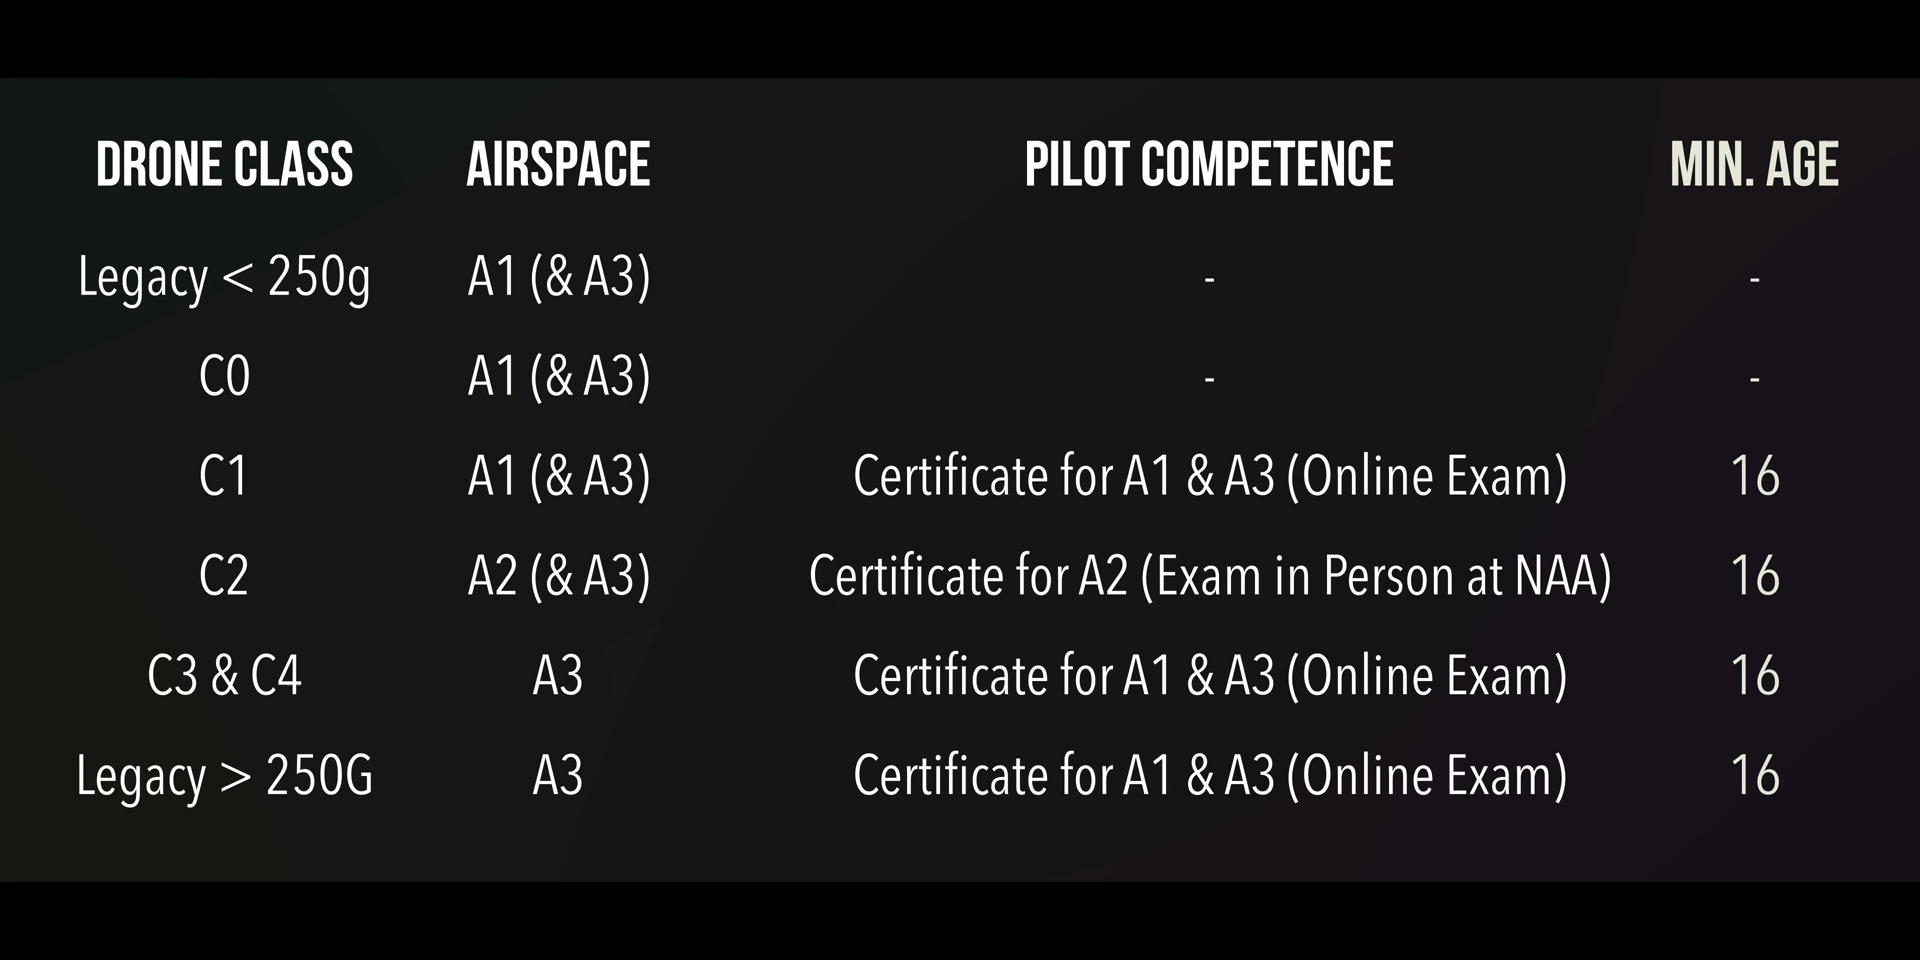 DRONE CLASS AIRSPACE PILOT COMPETENCE MIN. AGE
Legacy < 250g A1 (& A3) - -
C0 A1 (& A3) - -
C1 A1 (& A3) Certificate for A1 & A3 (Online Exam) 16
C2 A2 (& A3) Certificate for A2 (Exam in Person at NAA) 16
C3 & C4 A3 Certificate for A1 & A3 (Online Exam) 16
Legacy > 250G A3 Certificate for A1 & A3 (Online Exam) 16